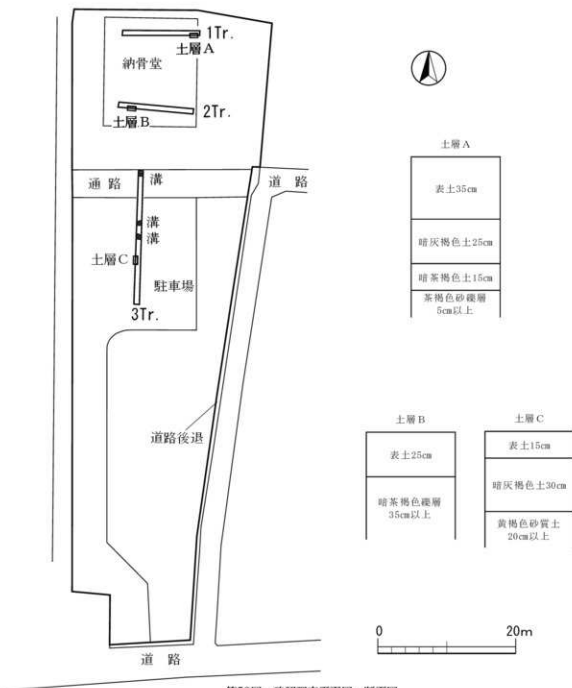 1Tr.
土層A
納骨堂
2Tr.
土層B
通路
溝
道路
溝
溝
土層C
駐車場
3Tr.
道路後退
道路
土層A
表土35cm
暗灰褐色土25cm
暗茶褐色土15cm
茶褐色砂礫層
5cm以上
土層B
表土25cm
暗茶褐色礫層
35cm以上
土層C
表土15cm
暗灰褐色土30cm
黄褐色砂質土
20cm以上
0
20m